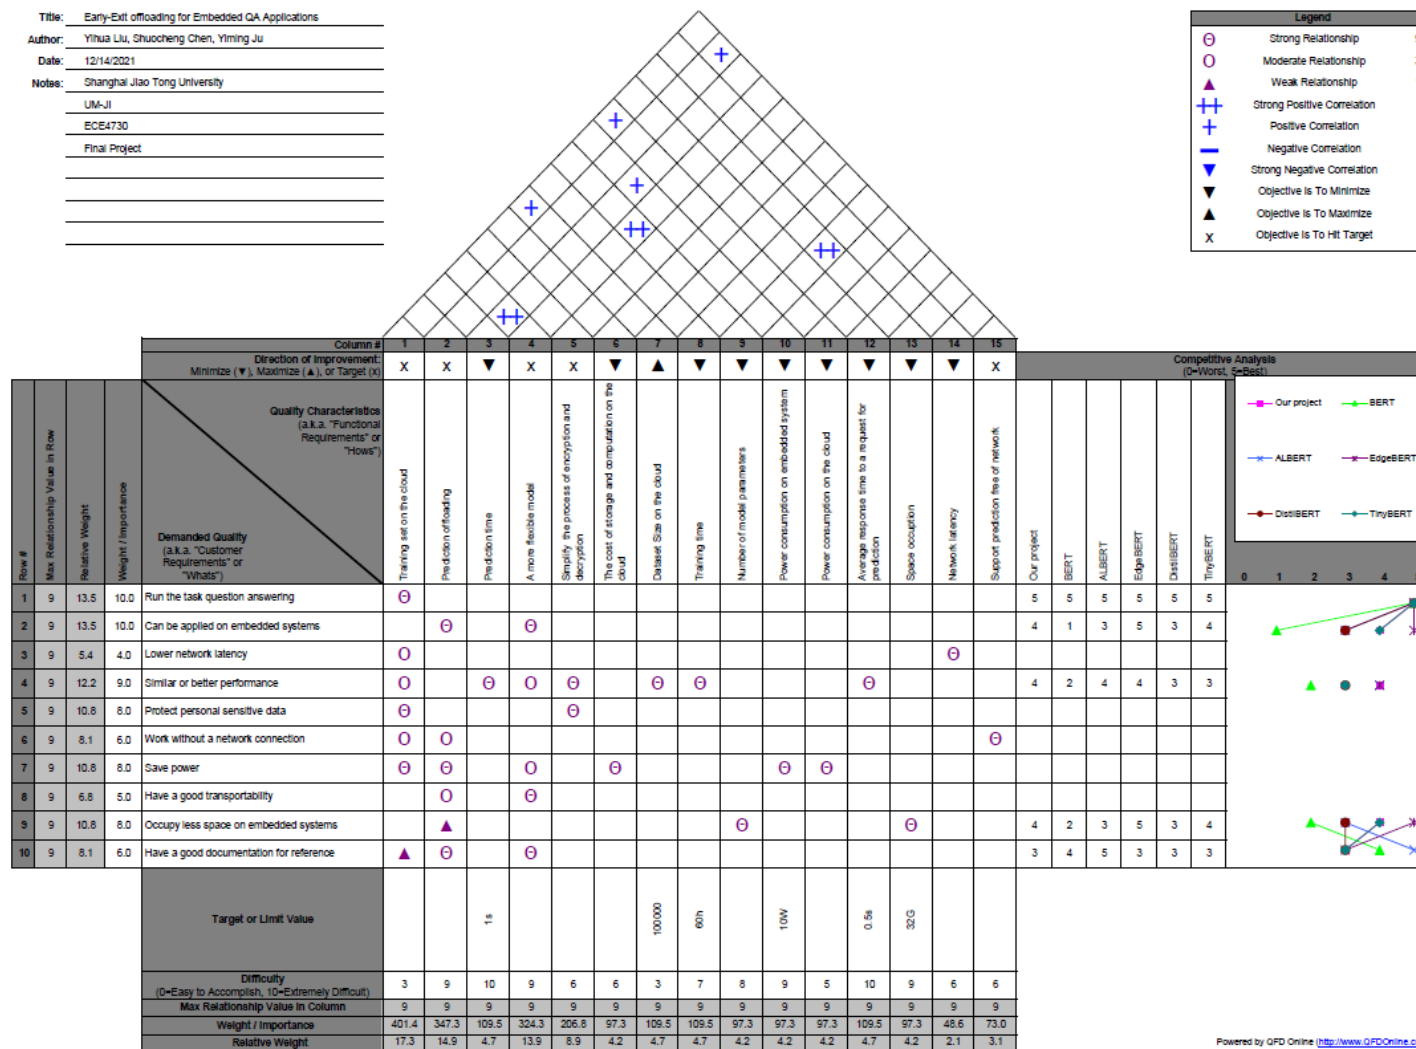 Title: Early-Exit offloading for Embedded QA Applications
Author: Yihua Liu, Shuocheng Chen, Yiming Ju
Date: 12/14/2021
Notes: Shanghai Jiao Tong University
UM-JI
ECE4730
Final Project
Legend
Θ Strong Relationship
Ο Moderate Relationship
▲ Weak Relationship
++ Strong Positive Correlation
+ Positive Correlation
▬ Negative Correlation
▼ Strong Negative Correlation
▼ Objective Is To Minimize
▲ Objective Is To Maximize
x Objective Is To Hit Target
+
+
+
+
++
++
++
Column # 1 2 3 4 5 6 7 8 9 10 11 12 13 14 15
Direction of Improvement:
Minimize (▼), Maximize (▲), or Target (x)
x x ▼ x x ▼ ▲ ▼ ▼ ▼ ▼ ▼ ▼ ▼ x
Competitive Analysis
(0=Worst, 5=Best)
Row #
Max Relationship Value in Row
Relative Weight
Weight / Importance
Quality Characteristics
(a.k.a. "Functional
Requirements" or
"Hows")
Demanded Quality
(a.k.a. "Customer
Requirements" or
"Whats")
Training set on the cloud
Prediction offloading
Prediction time
A more flexible model
Simplify the process of encryption and
decryption
The cost of storage and computation on the
cloud
Dataset Size on the cloud
Training time
Number of model parameters
Power consumption on embedded system
Power consumption on the cloud
Average response time to a request for
prediction
Space occuption
Network latency
Support prediction free of network
Our project
BERT
ALBERT
EdgeBERT
DistilBERT
TinyBERT
Our project BERT
ALBERT EdgeBERT
DistilBERT TinyBERT
0 1 2 3 4
1 9 13.5 10.0 Run the task question answering Θ 5 5 5 5 5 5
2 9 13.5 10.0 Can be applied on embedded systems Θ Θ 4 1 3 5 3 4
3 9 5.4 4.0 Lower network latency Ο Θ
4 9 12.2 9.0 Similar or better performance Ο Θ Ο Θ Θ Θ Θ 4 2 4 4 3 3
5 9 10.8 8.0 Protect personal sensitive data Θ Θ
6 9 8.1 6.0 Work without a network connection Ο Ο Θ
7 9 10.8 8.0 Save power Θ Θ Ο Θ Θ Θ
8 9 6.8 5.0 Have a good transportability Ο Θ
9 9 10.8 8.0 Occupy less space on embedded systems ▲ Θ Θ 4 2 3 5 3 4
10 9 8.1 6.0 Have a good documentation for reference ▲ Θ Θ 3 4 5 3 3 3
Target or Limit Value 1s 100000 60h 10W 0.5s 32G
Difficulty
(0=Easy to Accomplish, 10=Extremely Difficult)
3 9 10 9 6 6 3 7 8 9 5 10 9 6 6
Max Relationship Value in Column 9 9 9 9 9 9 9 9 9 9 9 9 9 9 9
Weight / Importance 401.4 347.3 109.5 324.3 206.8 97.3 109.5 109.5 97.3 97.3 97.3 109.5 97.3 48.6 73.0
Relative Weight 17.3 14.9 4.7 13.9 8.9 4.2 4.7 4.7 4.2 4.2 4.2 4.7 4.2 2.1 3.1
Powered by QFD Online (http://www.QFDOnline.c